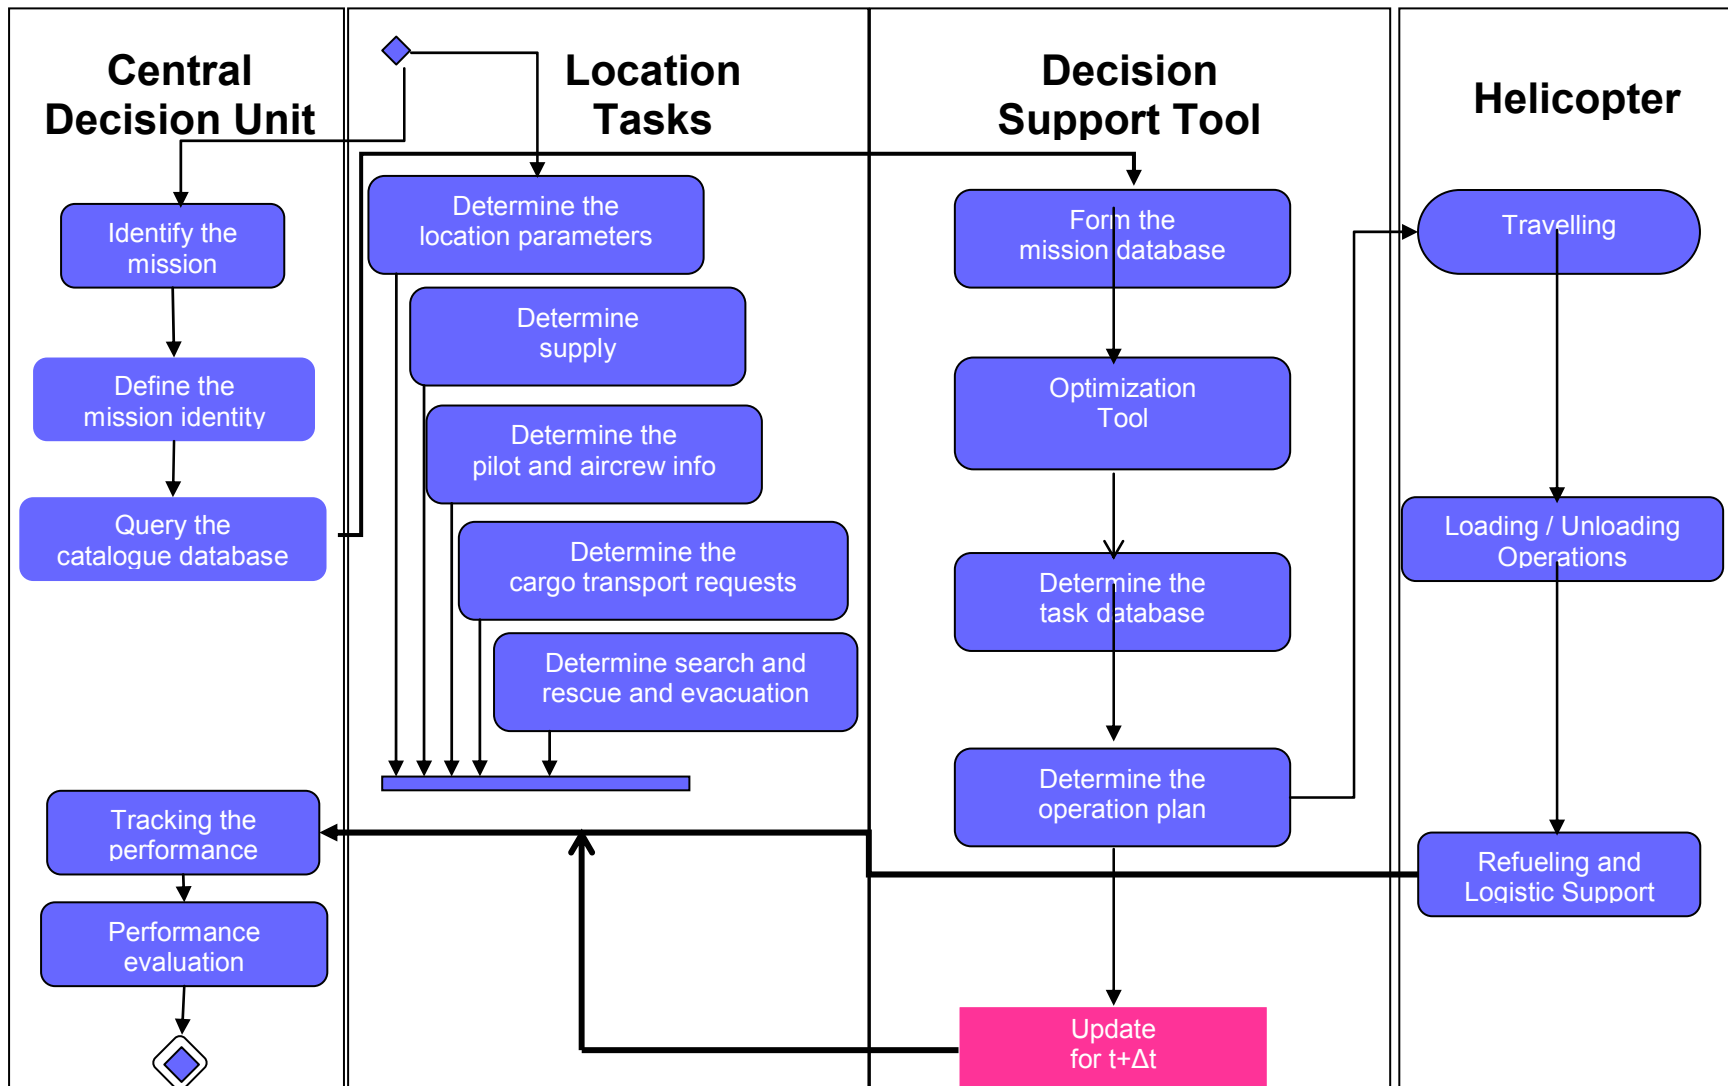 Central
Decision Unit
Identify the
mission
Define the
mission identity
Query the
catalogue database
Tracking the
performance
Performance
evaluation
Location
Tasks
Determine the
location parameters
Determine
supply
Determine the
pilot and aircrew info
Determine the
cargo transport requests
Determine search and
rescue and evacuation
Decision
Support Tool
Form the
mission database
Optimization
Tool
Determine the
task database
Determine the
operation plan
Update
for t+Δt
Helicopter
Travelling
Loading / Unloading
Operations
Refueling and
Logistic Support